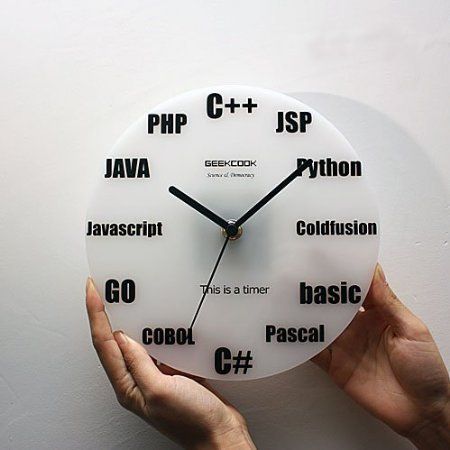 C++
PHP
JSP
GEEKCOOK
JAVA
Science & Democracy
Python
Javascript
Coldfusion
GO
This is a timer
basic
COBOL
Pascal
C#